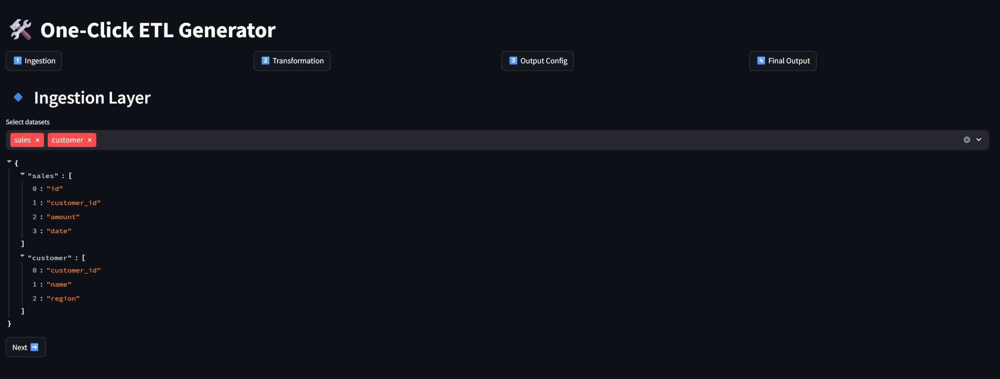 🛠️ One-Click ETL Generator
1️⃣ Ingestion
2️⃣ Transformation
3️⃣ Output Config
4️⃣ Final Output
🔹 Ingestion Layer
Select datasets
sales × customer ×
{
"sales" : [
0 : "id"
1 : "customer_id"
2 : "amount"
3 : "date"
]
"customer" : [
0 : "customer_id"
1 : "name"
2 : "region"
]
}
Next ➡️